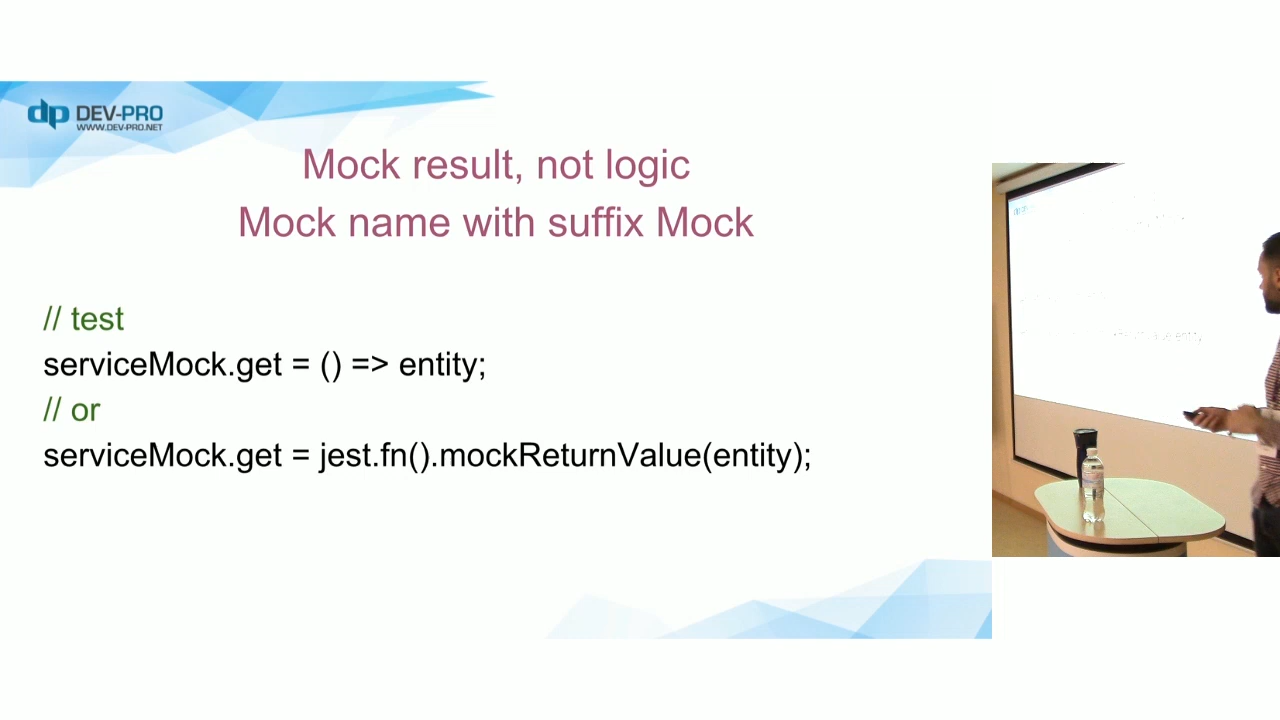 dp DEV-PRO
WWW.DEV-PRO.NET
Mock result, not logic
Mock name with suffix Mock
// test
serviceMock.get = () => entity;
// or
serviceMock.get = jest.fn().mockReturnValue(entity);